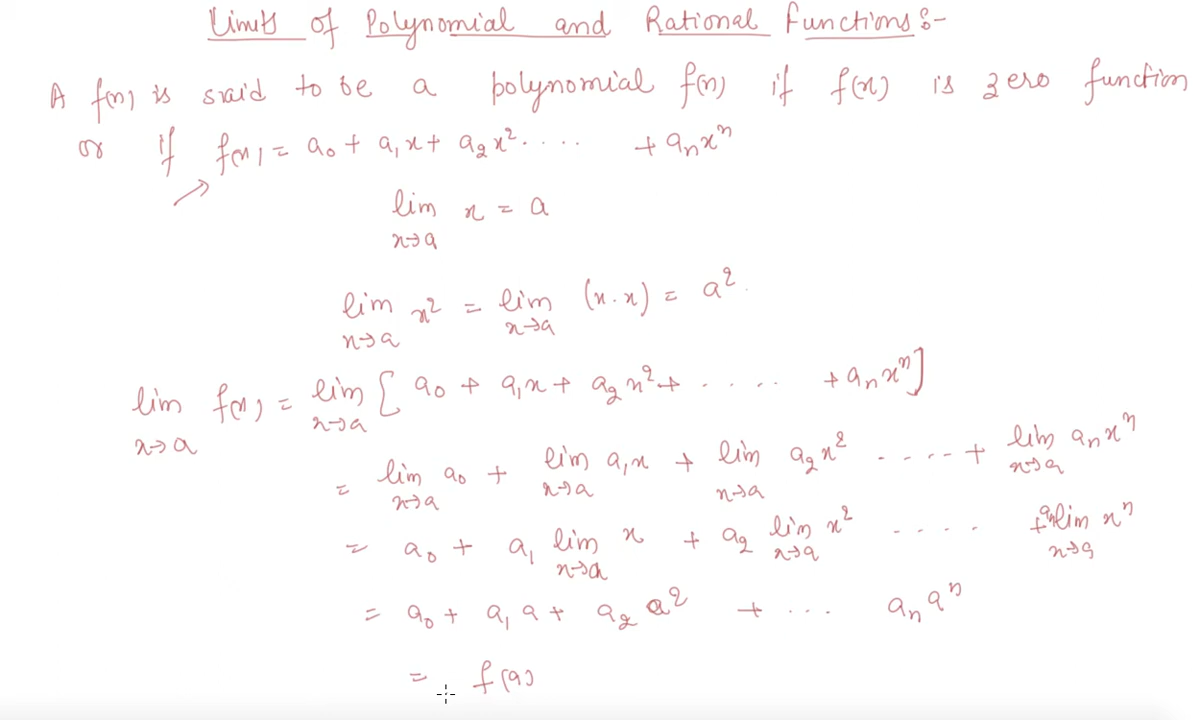 Limits of Polynomial and Rational Functions :-
A f(x) is said to be a polynomial f(x) if f(x) is zero function
or if f(x) = a₀ + a₁x + a₂x² . . . . . + aₙxⁿ
lim x→a x = a
lim x→a x² = lim x→a (x·x) = a²
lim x→a f(x) = lim x→a [ a₀ + a₁x + a₂x² + . . . . . + aₙxⁿ ]
= lim x→a a₀ + lim x→a a₁x + lim x→a a₂x² . . . . + lim x→a aₙxⁿ
= a₀ + a₁ lim x→a x + a₂ lim x→a x² . . . . + aₙ lim x→a xⁿ
= a₀ + a₁a + a₂a² + . . . aₙaⁿ
= f(a)